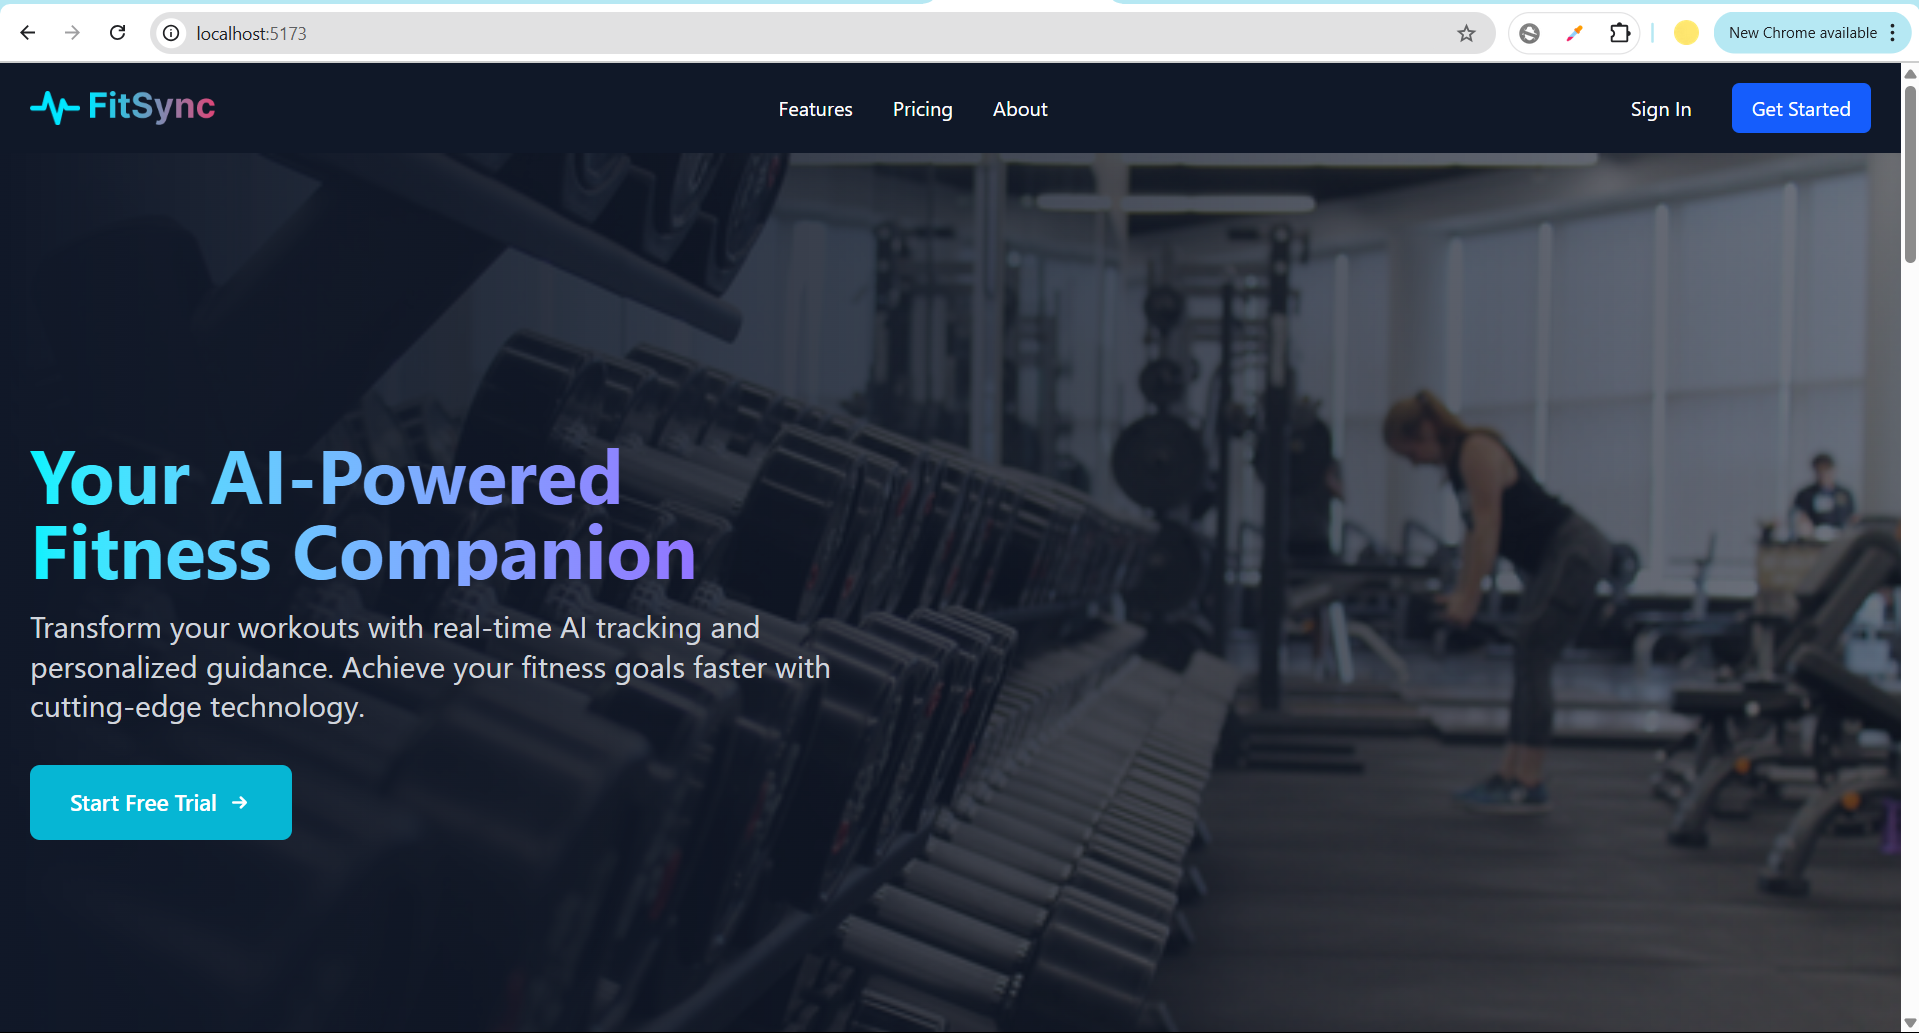 localhost:5173
New Chrome available
FitSync
Features
Pricing
About
Sign In
Get Started
Your AI-Powered
Fitness Companion
Transform your workouts with real-time AI tracking and
personalized guidance. Achieve your fitness goals faster with
cutting-edge technology.
Start Free Trial →